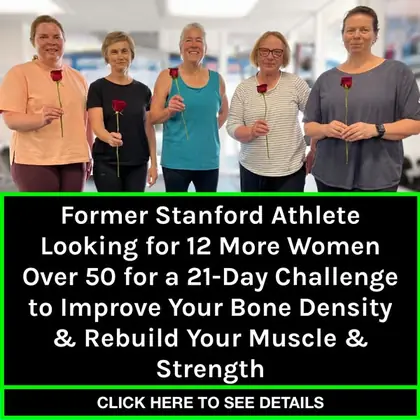 Former Stanford Athlete
Looking for 12 More Women
Over 50 for a 21-Day Challenge
to Improve Your Bone Density
& Rebuild Your Muscle &
Strength
CLICK HERE TO SEE DETAILS